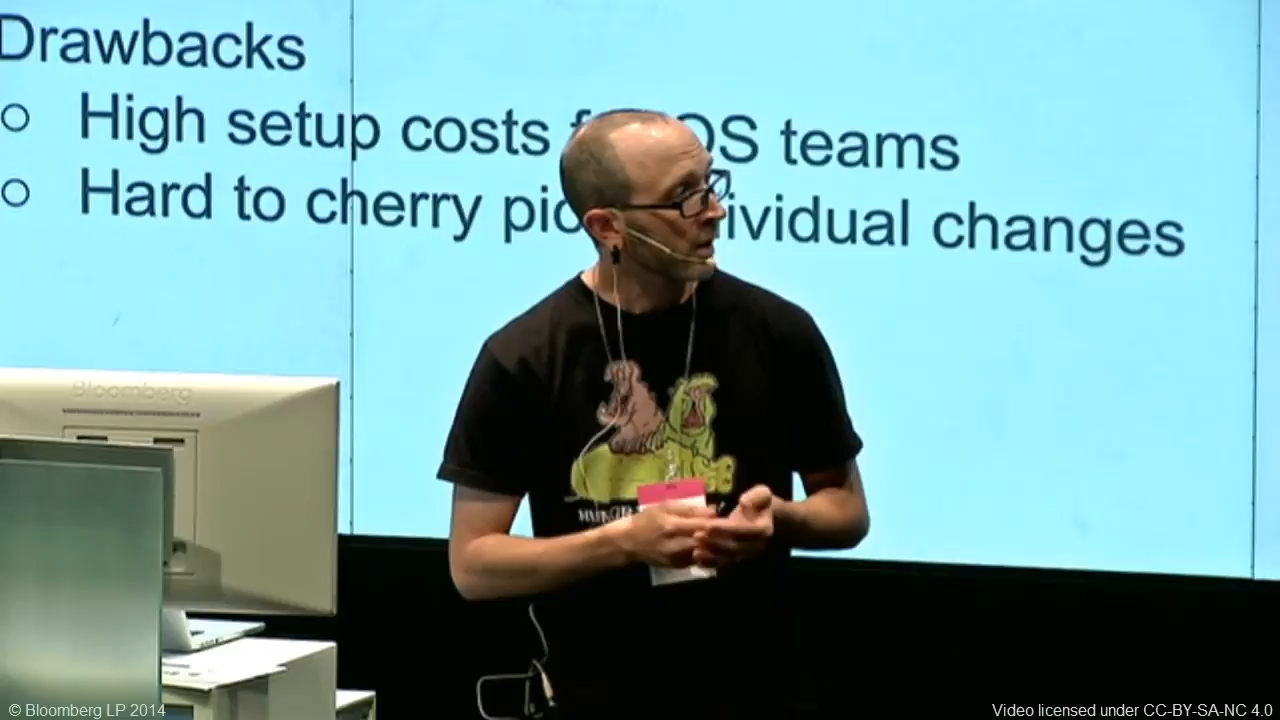 Drawbacks
○ High setup costs OS teams
○ Hard to cherry ividual changes
Bloomberg
© Bloomberg LP 2014
Video licensed under CC-BY-SA-NC 4.0